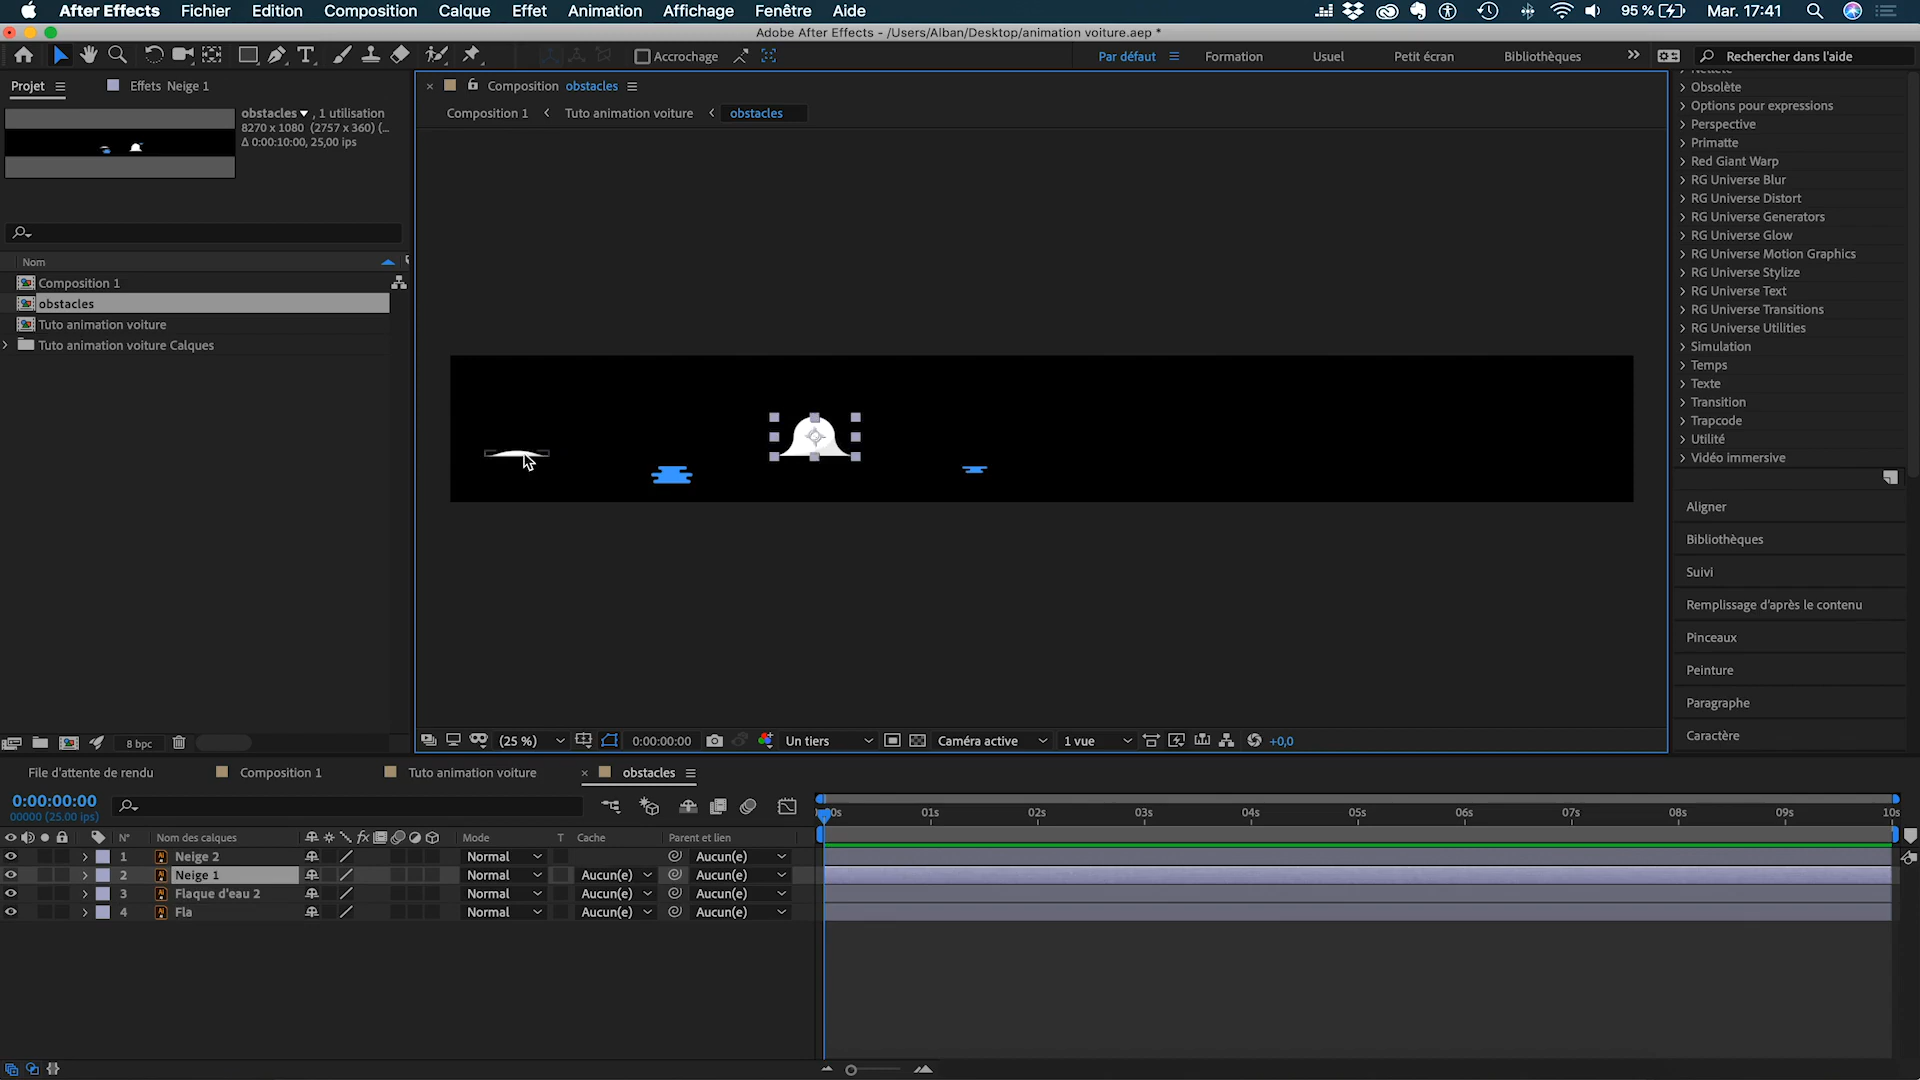 After Effects Fichier Edition Composition Calque Effet Animation Affichage Fenêtre Aide 95 % Mar. 17:41
Adobe After Effects - /Users/Alban/Desktop/animation voiture.aep *
Accrochage Par défaut Formation Usuel Petit écran Bibliothèques Rechercher dans l'aide
Projet Effets Neige 1
obstacles , 1 utilisation
8270 x 1080 (2757 x 360) (...
Δ 0:00:10:00, 25,00 ips
Nom
Composition 1
obstacles
Tuto animation voiture
Tuto animation voiture Calques
8 bpc
Composition obstacles
Composition 1 Tuto animation voiture obstacles
(25 %) 0:00:00:00 Un tiers Caméra active 1 vue +0,0
Netteté
Obsolète
Options pour expressions
Perspective
Primatte
Red Giant Warp
RG Universe Blur
RG Universe Distort
RG Universe Generators
RG Universe Glow
RG Universe Motion Graphics
RG Universe Stylize
RG Universe Text
RG Universe Transitions
RG Universe Utilities
Simulation
Temps
Texte
Transition
Trapcode
Utilité
Vidéo immersive
Aligner
Bibliothèques
Suivi
Remplissage d'après le contenu
Pinceaux
Peinture
Paragraphe
Caractère
File d'attente de rendu Composition 1 Tuto animation voiture obstacles
0:00:00:00
00000 (25.00 ips)
00s 01s 02s 03s 04s 05s 06s 07s 08s 09s 10s
N° Nom des calques fx Mode T Cache Parent et lien
1 Neige 2 Normal Aucun(e)
2 Neige 1 Normal Aucun(e) Aucun(e)
3 Flaque d'eau 2 Normal Aucun(e) Aucun(e)
4 Fla Normal Aucun(e) Aucun(e)